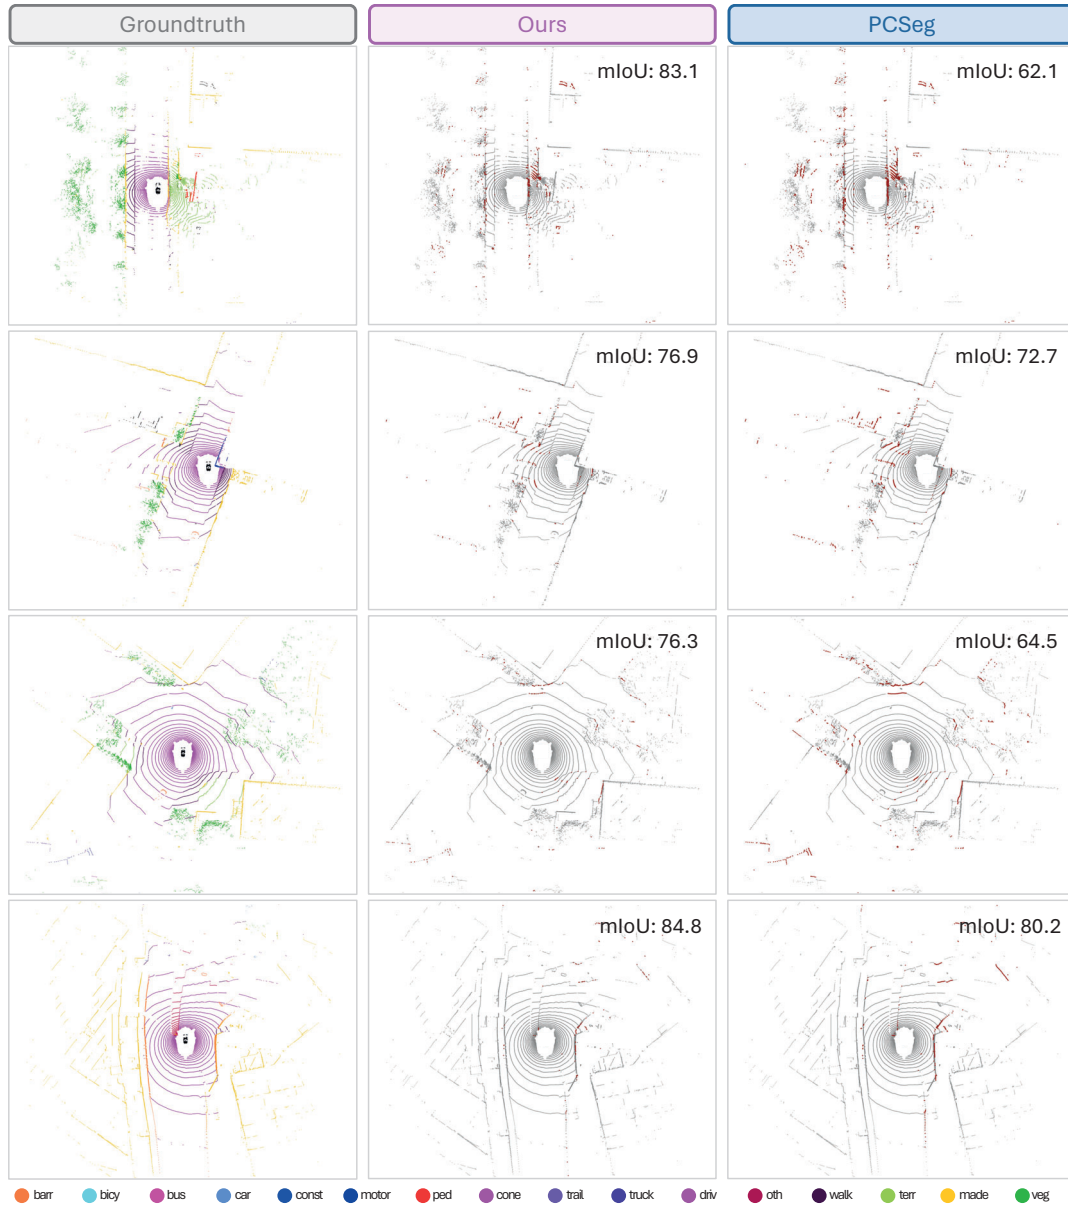 Groundtruth Ours PCSeg
mIoU: 83.1 mIoU: 62.1
mIoU: 76.9 mIoU: 72.7
mIoU: 76.3 mIoU: 64.5
mIoU: 84.8 mIoU: 80.2
barr bicy bus car const motor ped cone trail truck driv oth walk terr made veg